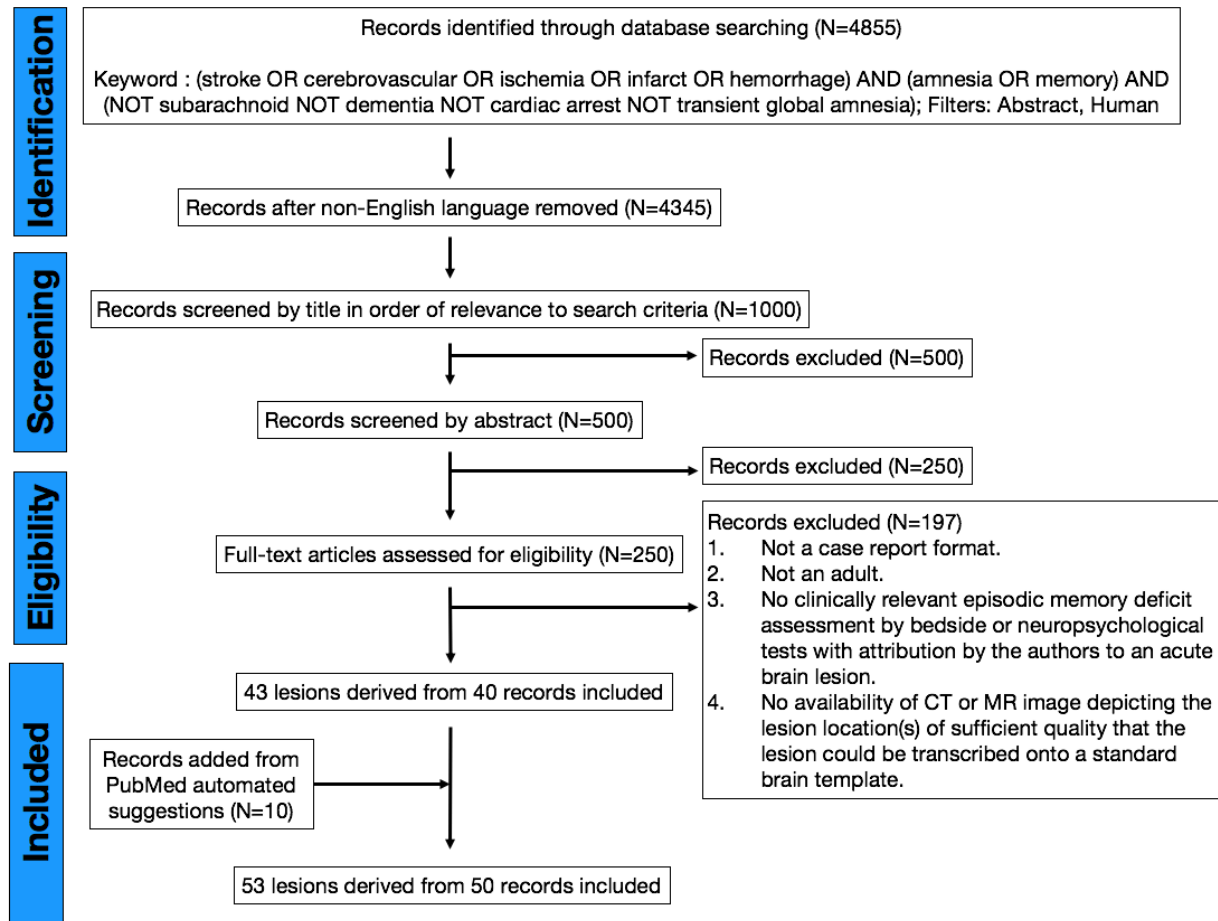 Identification
Records identified through database searching (N=4855)
Keyword : (stroke OR cerebrovascular OR ischemia OR infarct OR hemorrhage) AND (amnesia OR memory) AND
(NOT subarachnoid NOT dementia NOT cardiac arrest NOT transient global amnesia); Filters: Abstract, Human
Records after non-English language removed (N=4345)
Screening
Records screened by title in order of relevance to search criteria (N=1000)
Records excluded (N=500)
Records screened by abstract (N=500)
Records excluded (N=250)
Eligibility
Full-text articles assessed for eligibility (N=250)
Records excluded (N=197)
1. Not a case report format.
2. Not an adult.
3. No clinically relevant episodic memory deficit
assessment by bedside or neuropsychological
tests with attribution by the authors to an acute
brain lesion.
4. No availability of CT or MR image depicting the
lesion location(s) of sufficient quality that the
lesion could be transcribed onto a standard
brain template.
Included
43 lesions derived from 40 records included
Records added from
PubMed automated
suggestions (N=10)
53 lesions derived from 50 records included